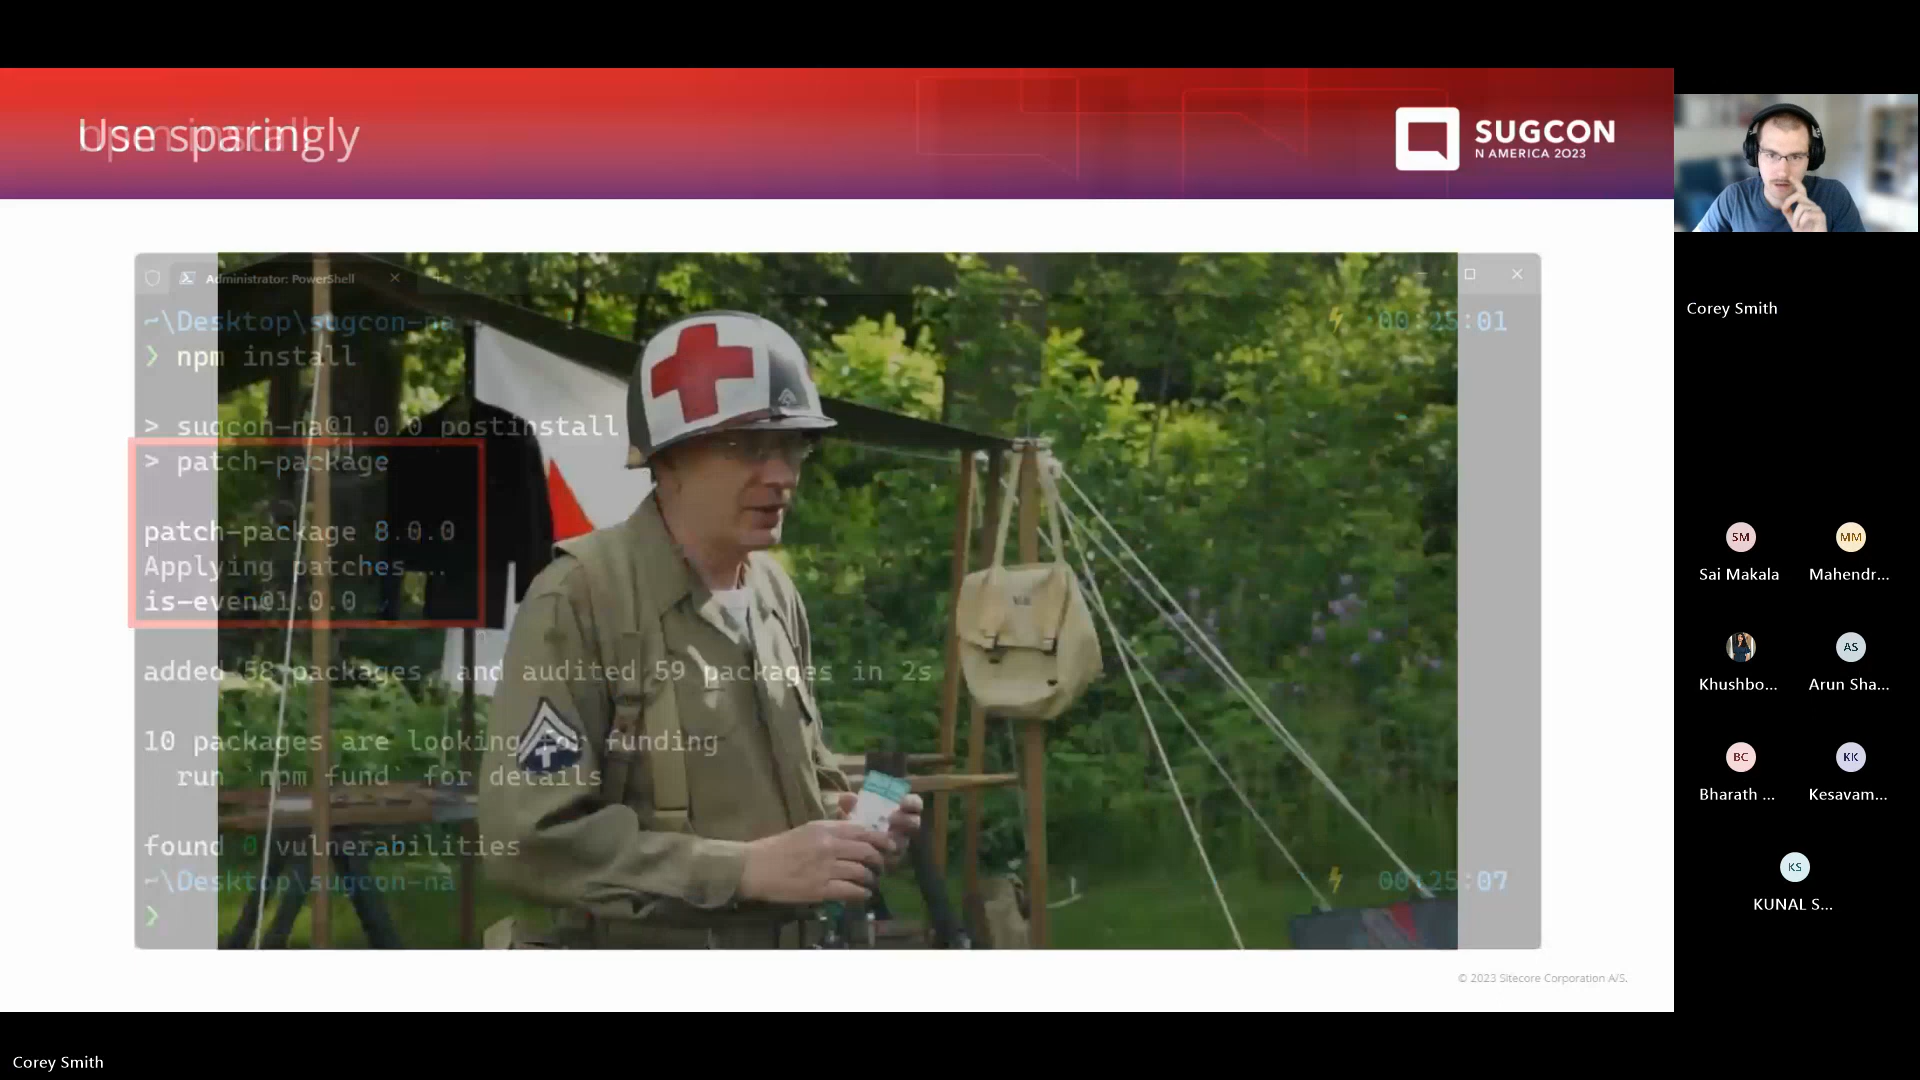 Use sparingly
npm install
SUGCON
N AMERICA 2023
Administrator: PowerShell
~\Desktop\sugcon-na
00:25:01
❯ npm install
> sugcon-na@1.0.0 postinstall
> patch-package
patch-package 8.0.0
Applying patches...
is-even@1.0.0
added 58 packages, and audited 59 packages in 2s
10 packages are looking for funding
run `npm fund` for details
found 0 vulnerabilities
~\Desktop\sugcon-na
00:25:07
❯
© 2023 Sitecore Corporation A/S.
Corey Smith
SM
MM
Sai Makala
Mahendr...
AS
Khushbo...
Arun Sha...
BC
KK
Bharath ...
Kesavam...
KS
KUNAL S...
Corey Smith